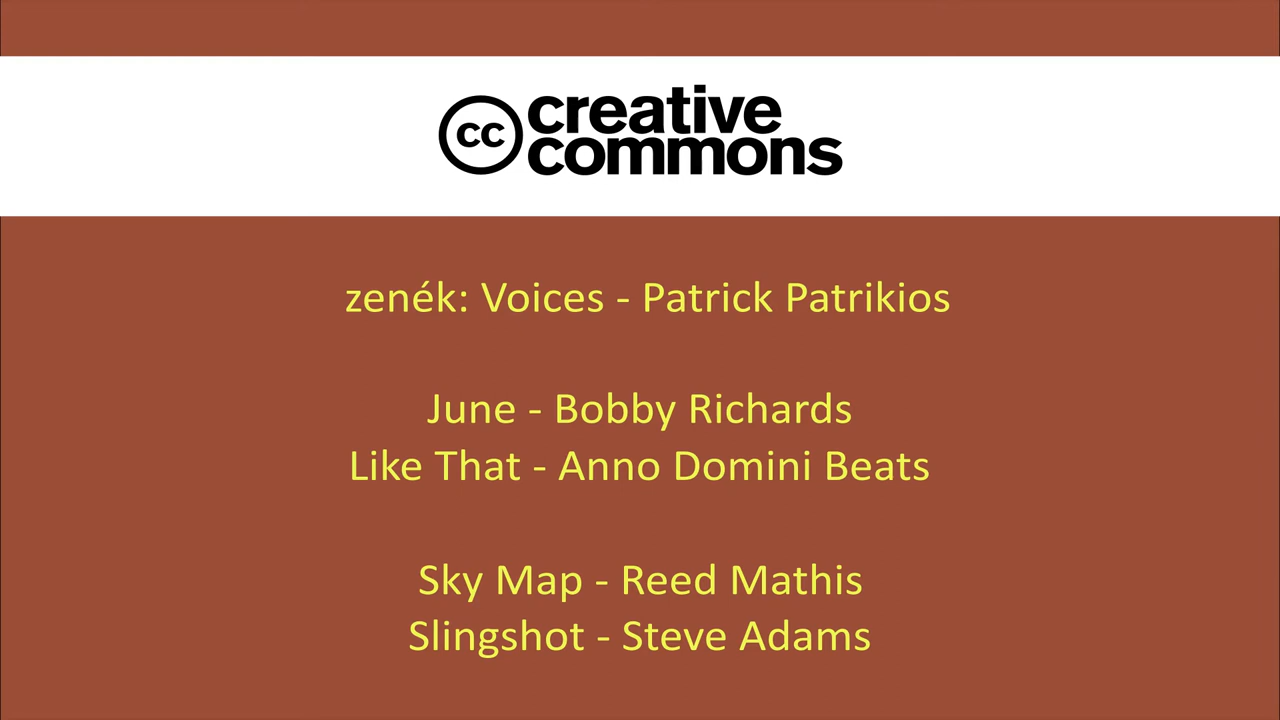 cc creative
commons
zenék: Voices - Patrick Patrikios
June - Bobby Richards
Like That - Anno Domini Beats
Sky Map - Reed Mathis
Slingshot - Steve Adams